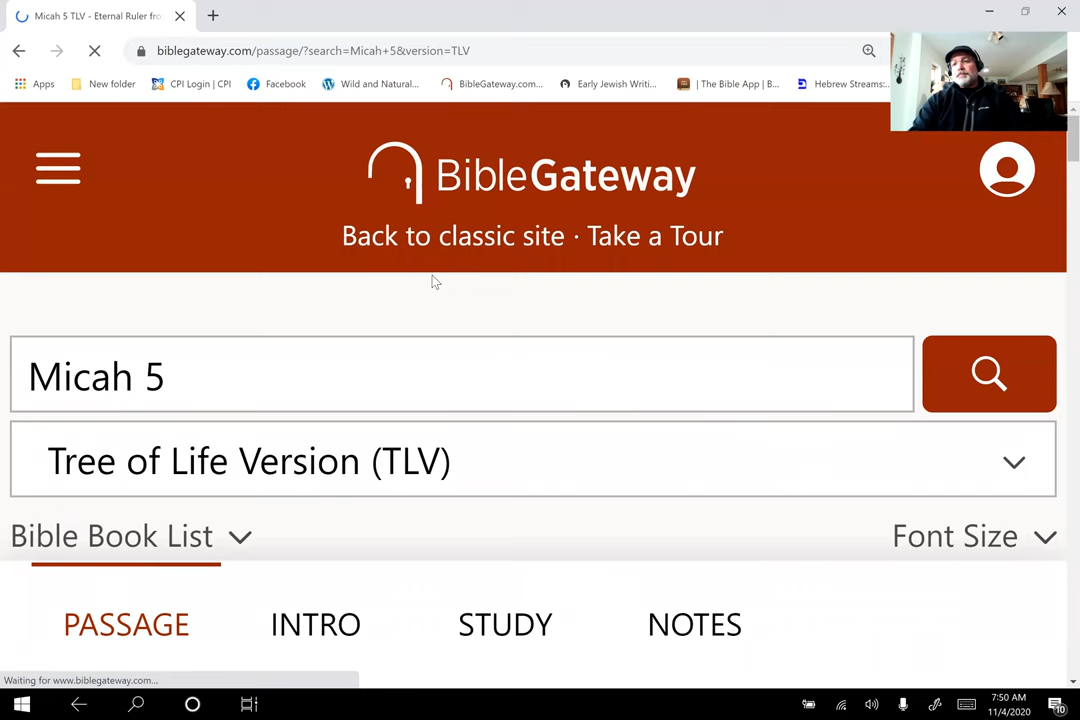 Micah 5 TLV - Eternal Ruler fro
biblegateway.com/passage/?search=Micah+5&version=TLV
Apps New folder CPI Login | CPI Facebook Wild and Natural... BibleGateway.com... Early Jewish Writi... | The Bible App | B... Hebrew Streams:...
BibleGateway
Back to classic site · Take a Tour
Micah 5
Tree of Life Version (TLV)
Bible Book List Font Size
PASSAGE INTRO STUDY NOTES
Waiting for www.biblegateway.com...
7:50 AM
11/4/2020
10